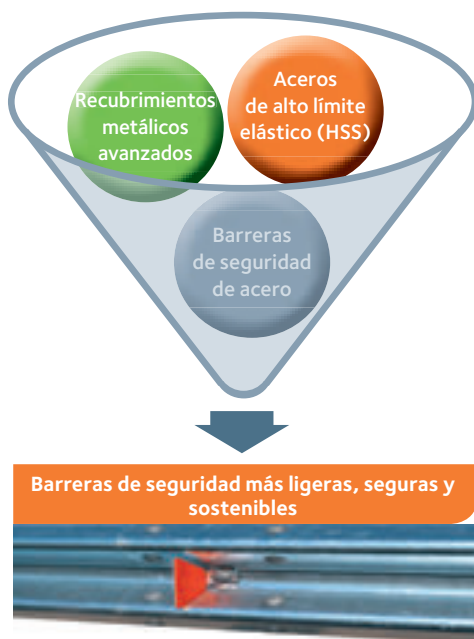 Recubrimientos
metálicos
avanzados
Aceros
de alto límite
elástico (HSS)
Barreras
de seguridad
de acero
Barreras de seguridad más ligeras, seguras y
sostenibles